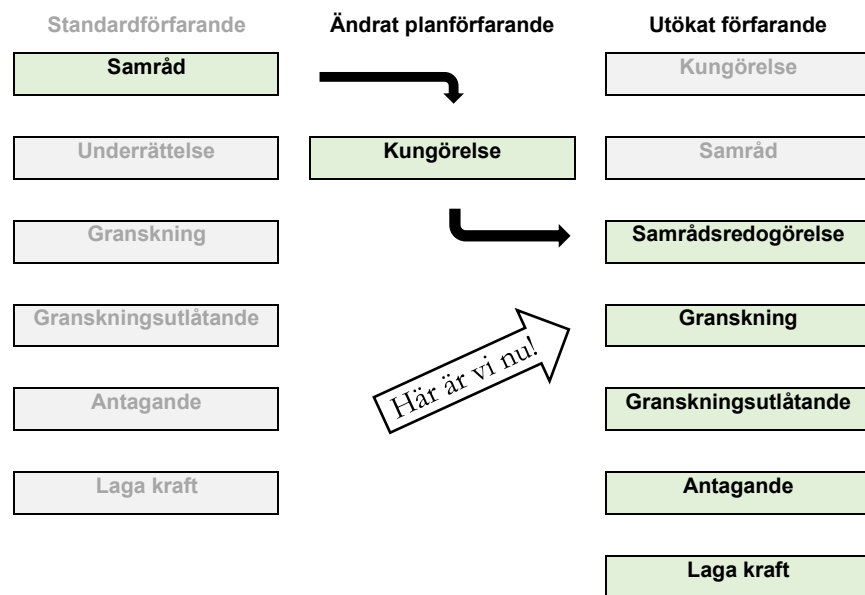 Standardförfarande
Ändrat planförfarande
Utökat förfarande
Samråd
Kungörelse
Underrättelse
Kungörelse
Samråd
Granskning
Samrådsredogörelse
Granskningsutlåtande
Granskning
Här är vi nu!
Antagande
Granskningsutlåtande
Laga kraft
Antagande
Laga kraft